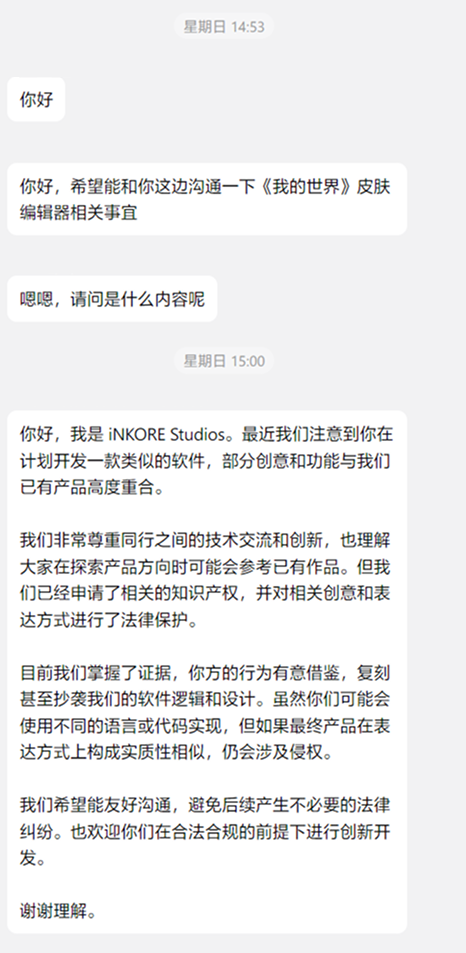 星期日 14:53
你好
你好，希望能和你这边沟通一下《我的世界》皮肤
编辑器相关事宜
嗯嗯，请问是什么内容呢
星期日 15:00
你好，我是 iNKORE Studios。最近我们注意到你在
计划开发一款类似的软件，部分创意和功能与我们
已有产品高度重合。
我们非常尊重同行之间的技术交流和创新，也理解
大家在探索产品方向时可能会参考已有作品。但我
们已经申请了相关的知识产权，并对相关创意和表
达方式进行了法律保护。
目前我们掌握了证据，你方的行为有意借鉴，复刻
甚至抄袭我们的软件逻辑和设计。虽然你们可能会
使用不同的语言或代码实现，但如果最终产品在表
达方式上构成实质性相似，仍会涉及侵权。
我们希望能友好沟通，避免后续产生不必要的法律
纠纷。也欢迎你们在合法合规的前提下进行创新开
发。
谢谢理解。